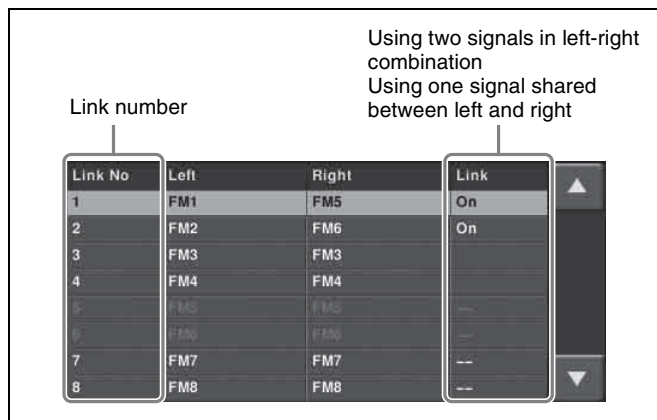 Using two signals in left-right
combination
Using one signal shared
between left and right
Link number
Link No Left Right Link
1 FM1 FM5 On
2 FM2 FM6 On
3 FM3 FM3
4 FM4 FM4
5 FM5 FM5 --
6 FM6 FM6 --
7 FM7 FM7 --
8 FM8 FM8 --